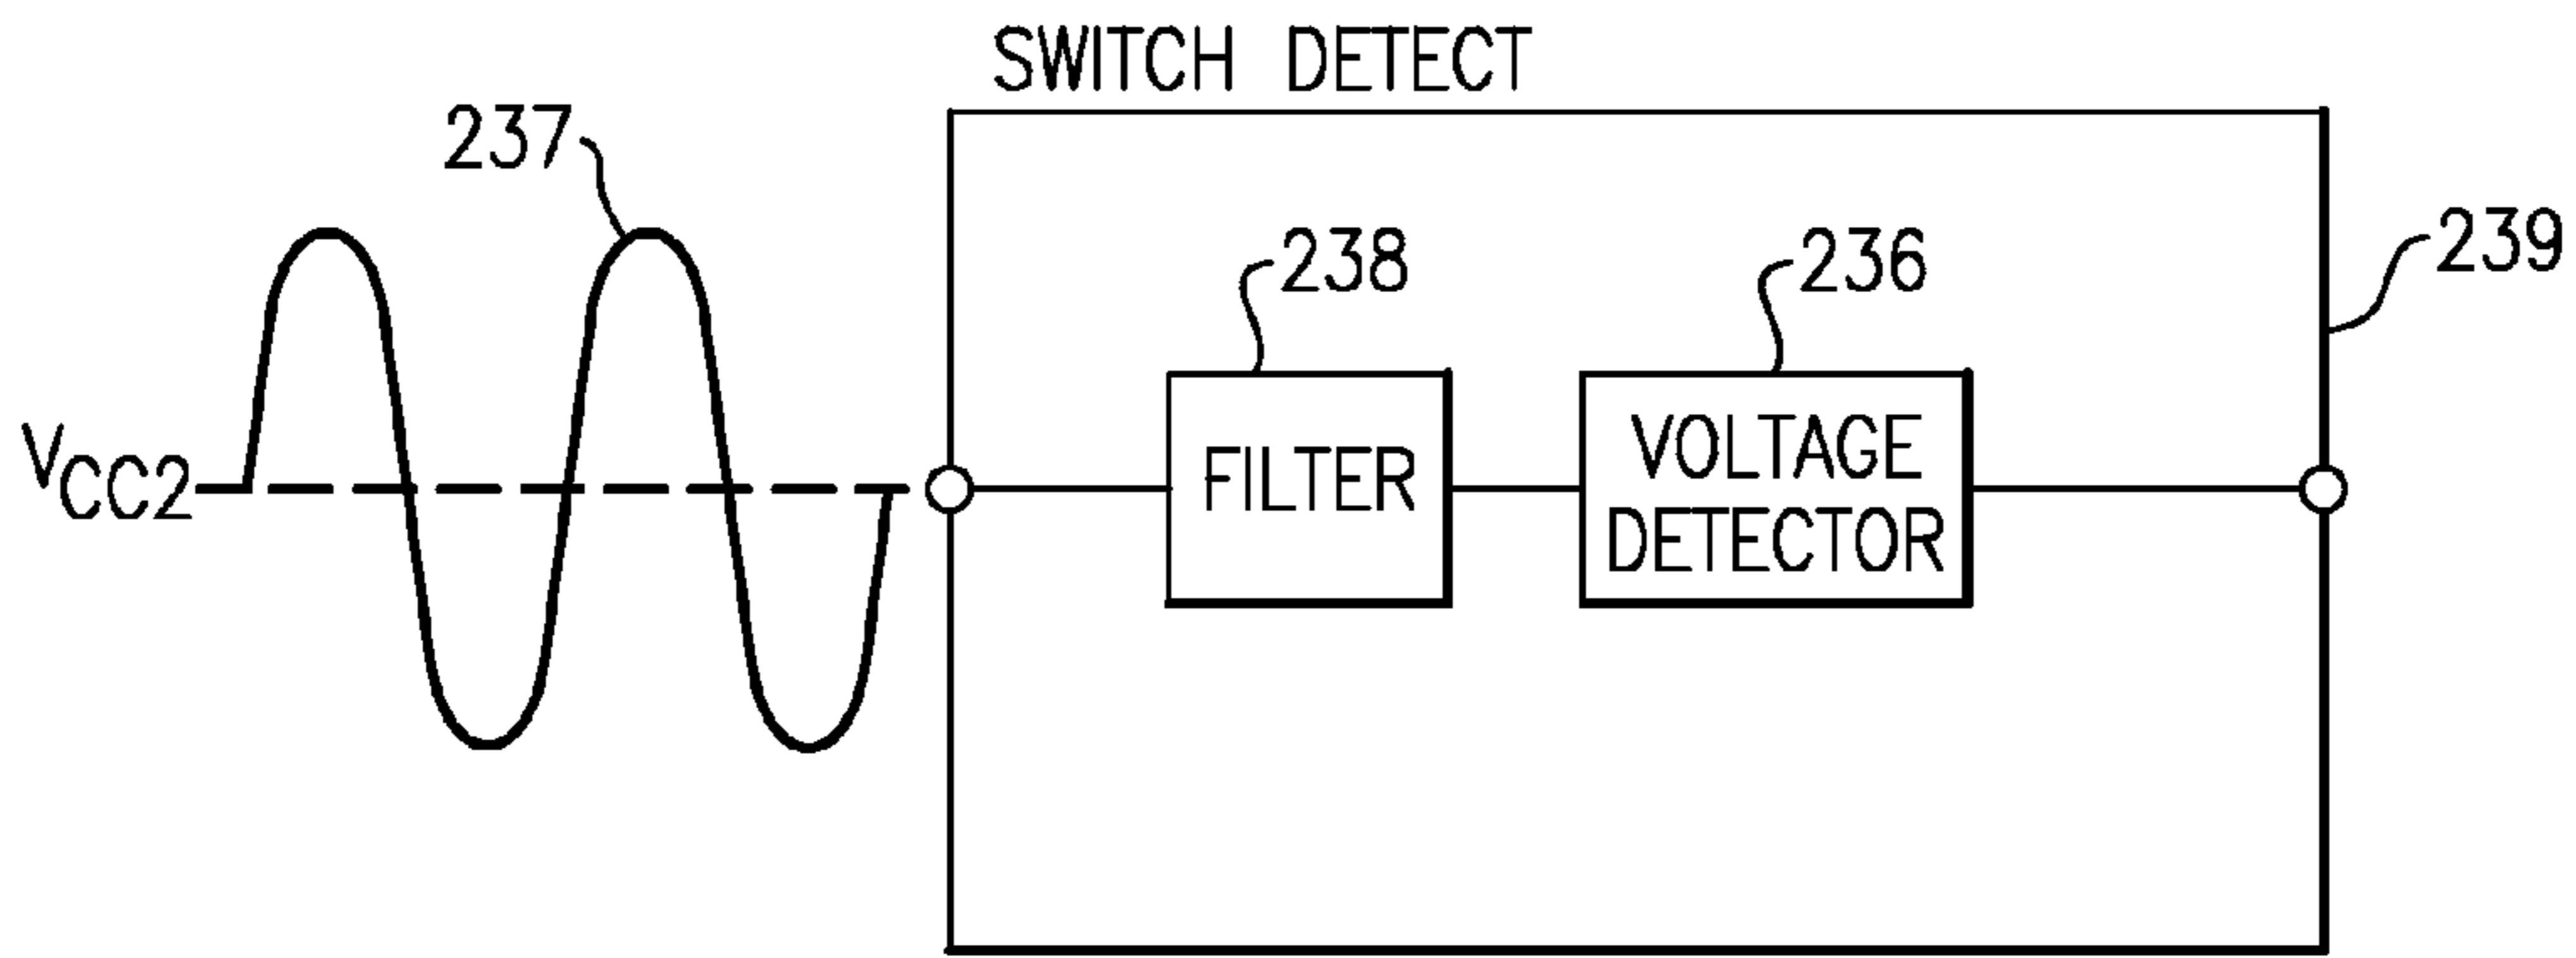 SWITCH DETECT
237
238
236
239
VCC2
FILTER
VOLTAGE
DETECTOR